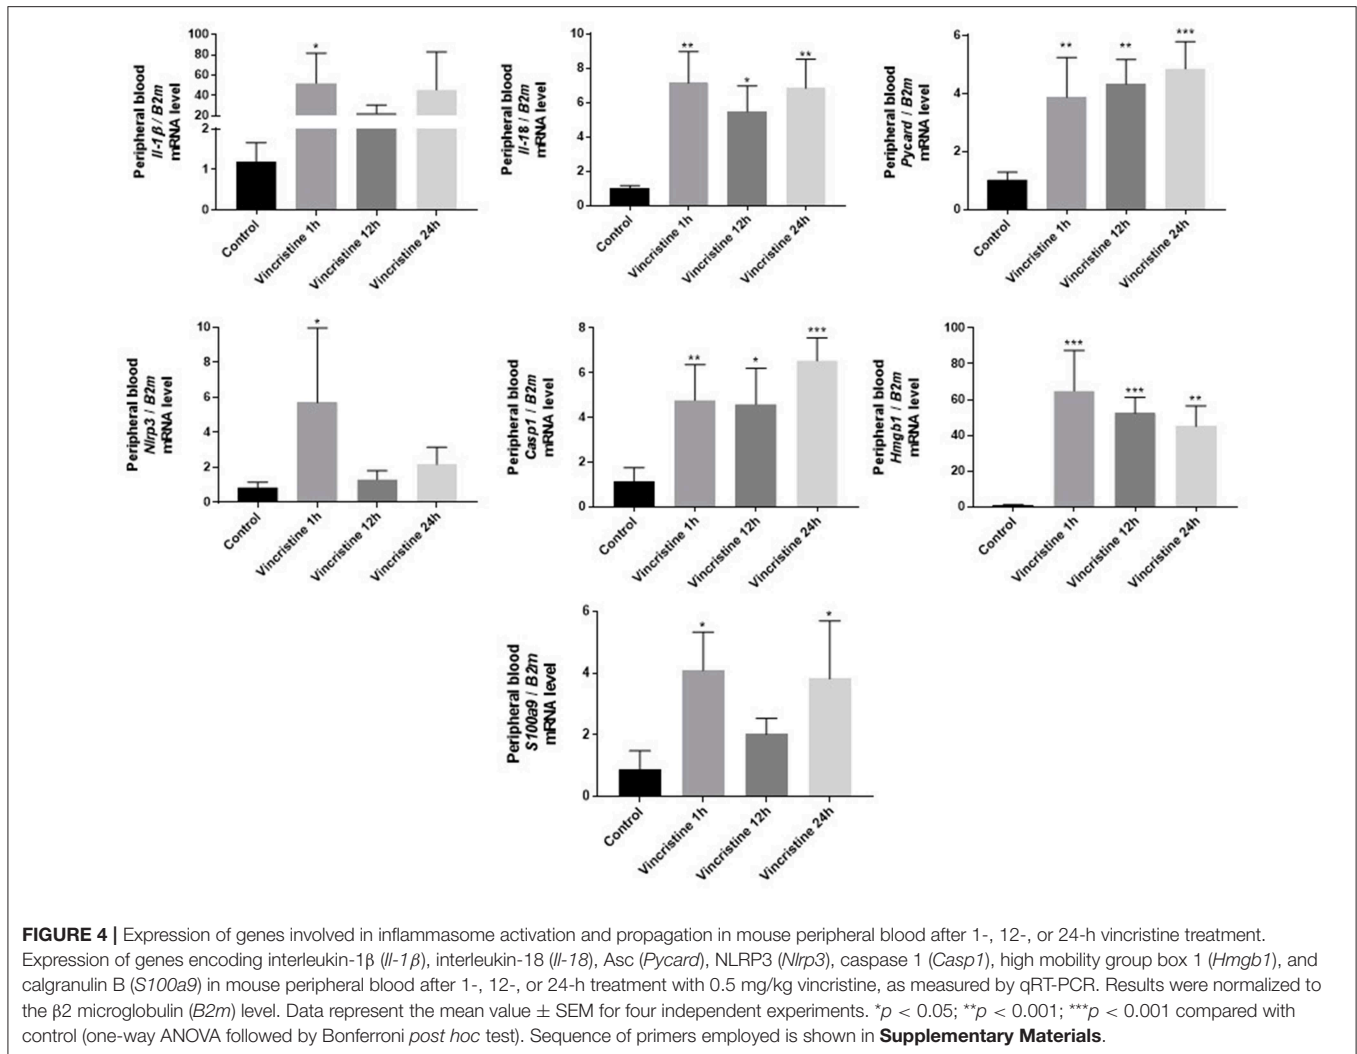 Peripheral blood
Il-1β / B2m
mRNA level
100
80
60
40
20
2
1
0
*
Control
Vincristine 1h
Vincristine 12h
Vincristine 24h
Peripheral blood
Il-18 / B2m
mRNA level
10
8
6
4
2
0
**
*
**
Control
Vincristine 1h
Vincristine 12h
Vincristine 24h
Peripheral blood
Pycard / B2m
mRNA level
6
4
2
0
**
**
***
Control
Vincristine 1h
Vincristine 12h
Vincristine 24h
Peripheral blood
Nlrp3 / B2m
mRNA level
10
8
6
4
2
0
*
Control
Vincristine 1h
Vincristine 12h
Vincristine 24h
Peripheral blood
Casp1 / B2m
mRNA level
8
6
4
2
0
**
*
***
Control
Vincristine 1h
Vincristine 12h
Vincristine 24h
Peripheral blood
Hmgb1 / B2m
mRNA level
100
80
60
40
20
0
***
***
**
Control
Vincristine 1h
Vincristine 12h
Vincristine 24h
Peripheral blood
S100a9 / B2m
mRNA level
6
4
2
0
*
*
Control
Vincristine 1h
Vincristine 12h
Vincristine 24h
FIGURE 4 | Expression of genes involved in inflammasome activation and propagation in mouse peripheral blood after 1-, 12-, or 24-h vincristine treatment.
Expression of genes encoding interleukin-1β (Il-1β), interleukin-18 (Il-18), Asc (Pycard), NLRP3 (Nlrp3), caspase 1 (Casp1), high mobility group box 1 (Hmgb1), and
calgranulin B (S100a9) in mouse peripheral blood after 1-, 12-, or 24-h treatment with 0.5 mg/kg vincristine, as measured by qRT-PCR. Results were normalized to
the β2 microglobulin (B2m) level. Data represent the mean value ± SEM for four independent experiments. *p < 0.05; **p < 0.001; ***p < 0.001 compared with
control (one-way ANOVA followed by Bonferroni post hoc test). Sequence of primers employed is shown in Supplementary Materials.